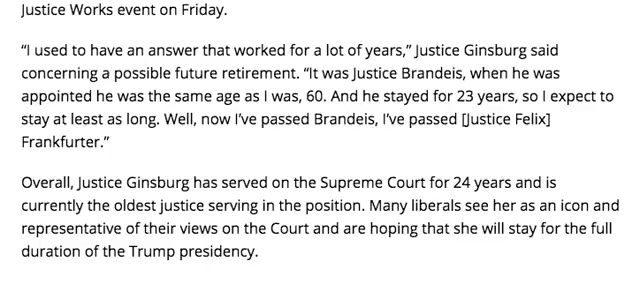 Justice Works event on Friday.
“I used to have an answer that worked for a lot of years,” Justice Ginsburg said
concerning a possible future retirement. “It was Justice Brandeis, when he was
appointed he was the same age as I was, 60. And he stayed for 23 years, so I expect to
stay at least as long. Well, now I’ve passed Brandeis, I’ve passed [Justice Felix]
Frankfurter.”
Overall, Justice Ginsburg has served on the Supreme Court for 24 years and is
currently the oldest justice serving in the position. Many liberals see her as an icon and
representative of their views on the Court and are hoping that she will stay for the full
duration of the Trump presidency.